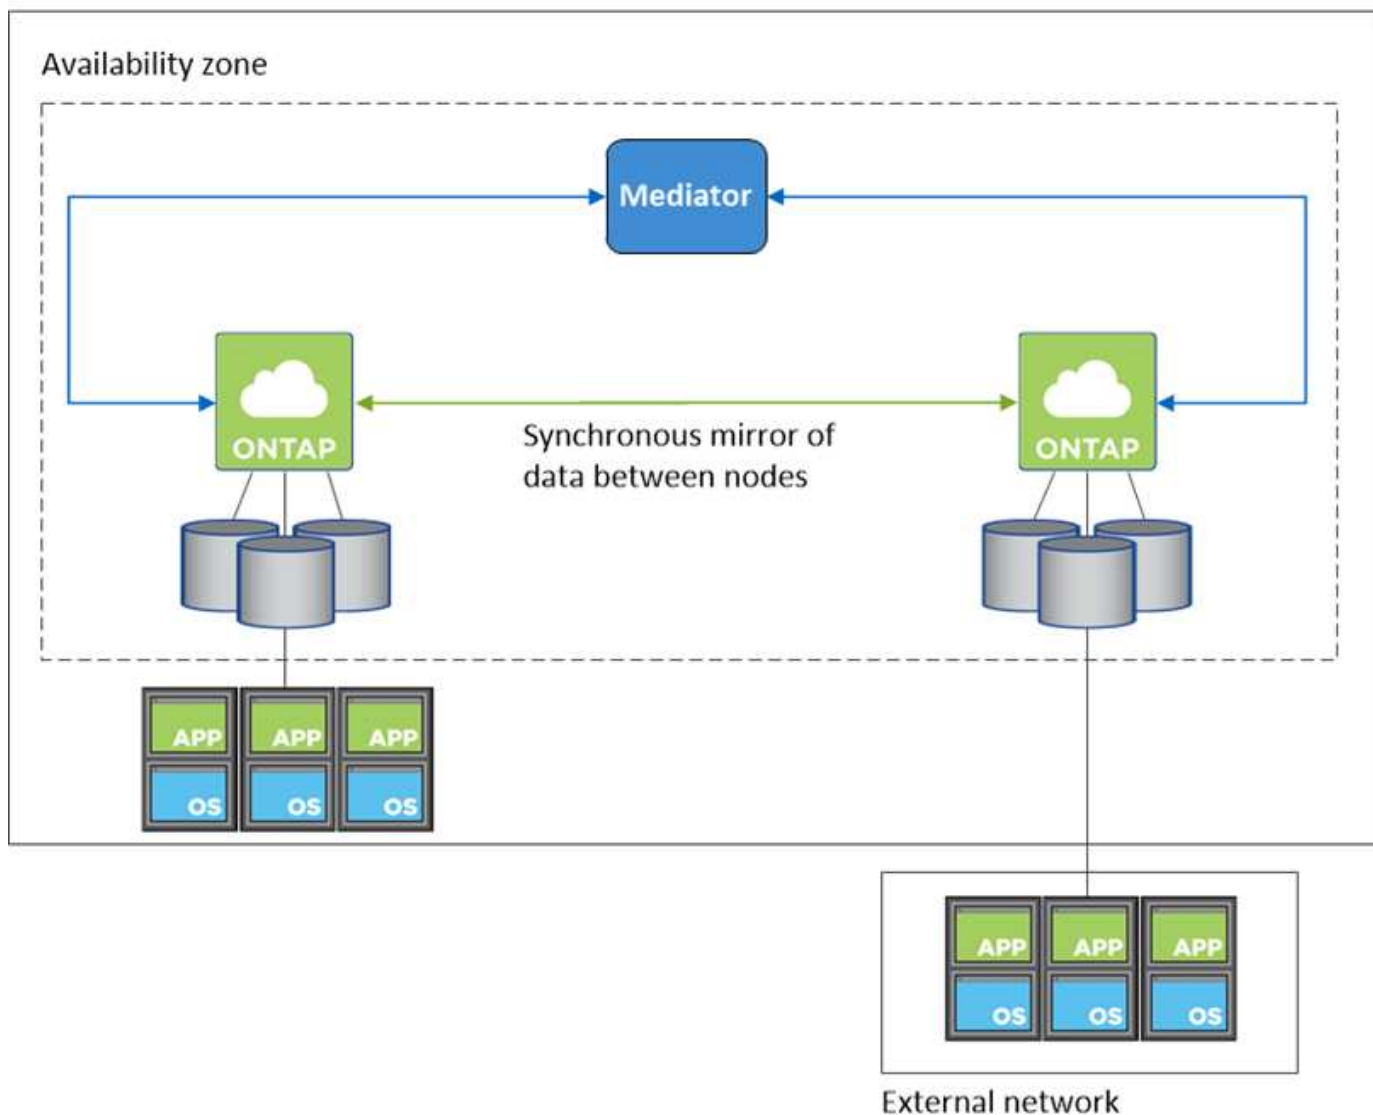 Availability zone
Mediator
ONTAP
ONTAP
Synchronous mirror of
data between nodes
APP
APP
APP
OS
OS
OS
APP
APP
APP
OS
OS
OS
External network